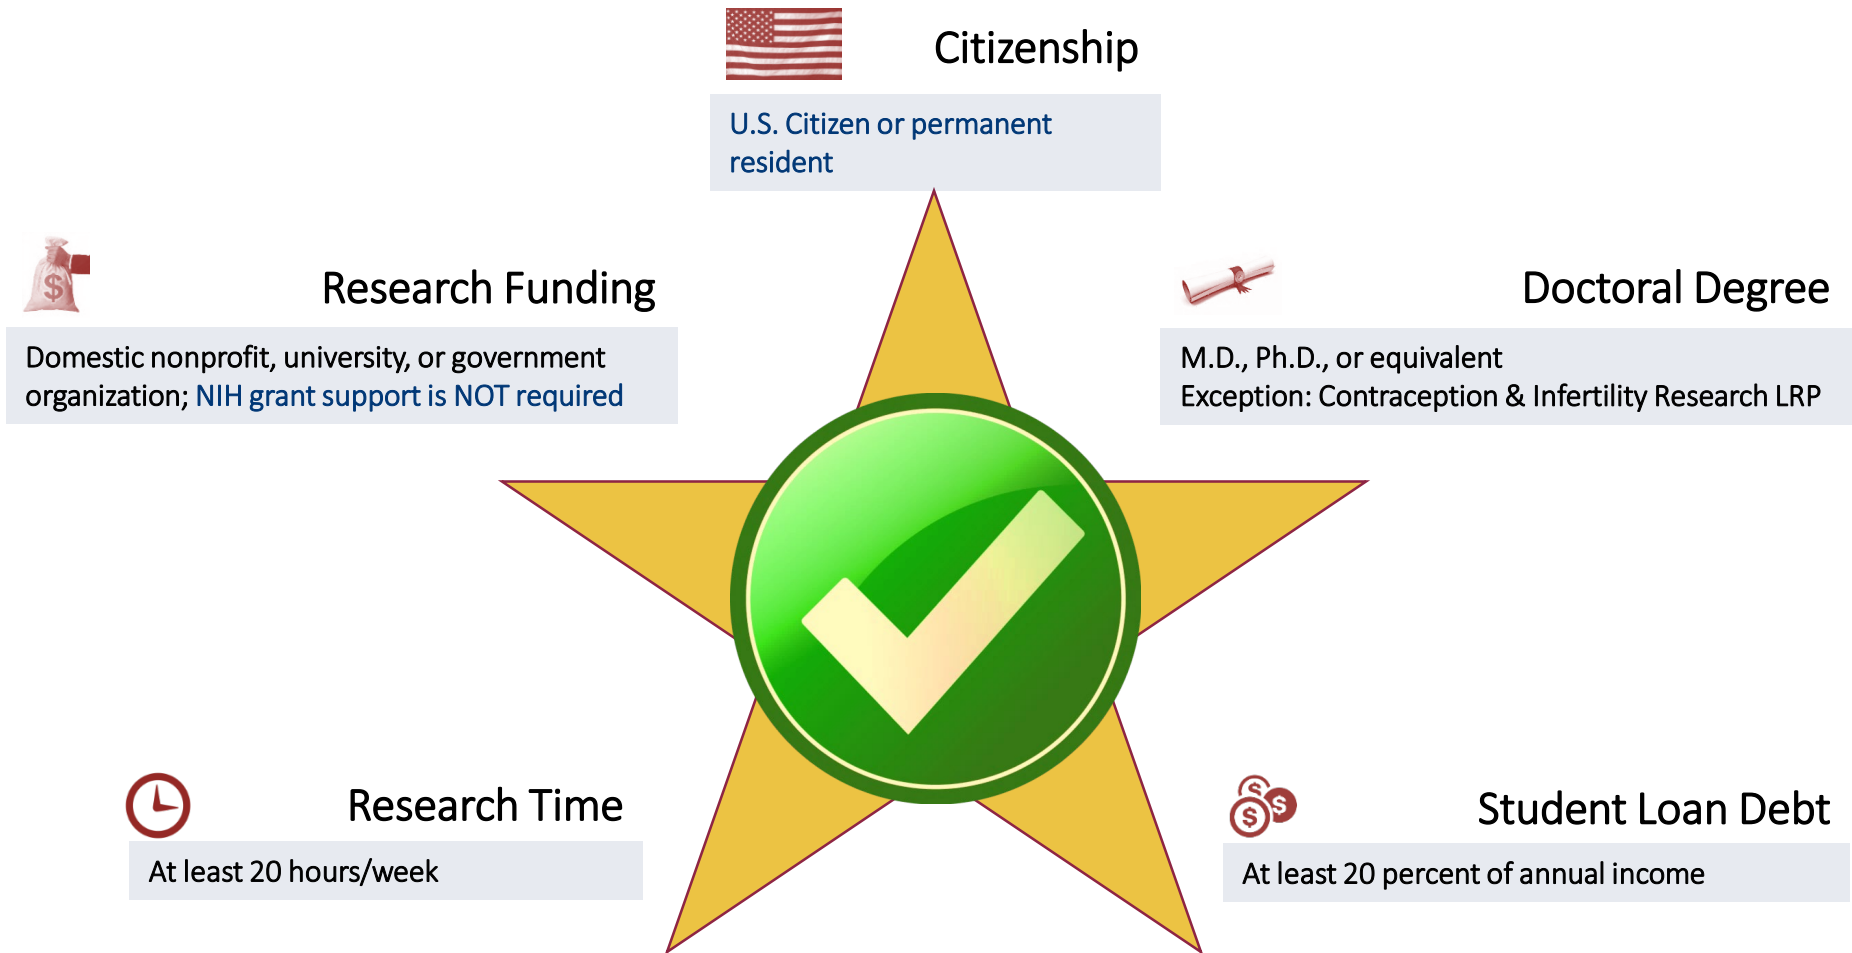 Citizenship
U.S. Citizen or permanent
resident
Research Funding
Domestic nonprofit, university, or government
organization; NIH grant support is NOT required
Doctoral Degree
M.D., Ph.D., or equivalent
Exception: Contraception & Infertility Research LRP
Research Time
At least 20 hours/week
Student Loan Debt
At least 20 percent of annual income
$
$
$
$